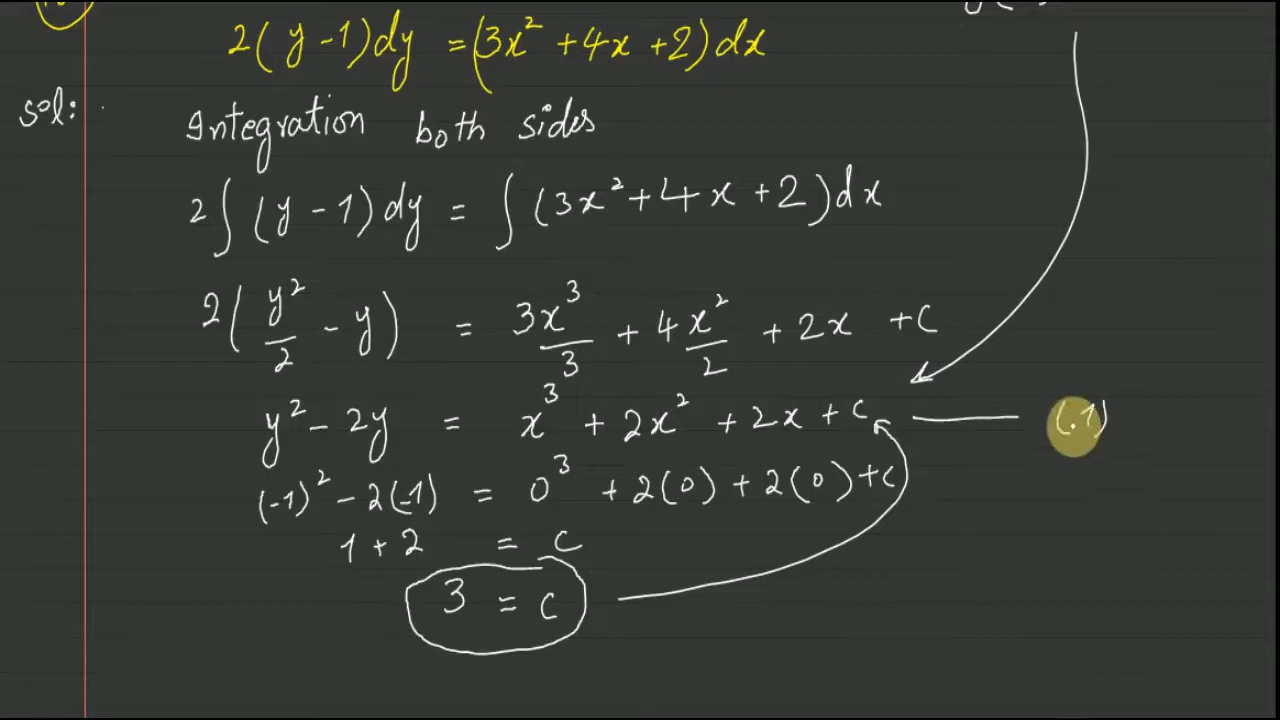 2(y-1)dy = (3x² +4x +2)dx
sol:
Integration both sides
2∫(y-1)dy = ∫(3x²+4x+2)dx
2(y²/2 - y) = 3x³/3 + 4x²/2 + 2x + c
y² - 2y = x³ + 2x² + 2x + c (.1)
(-1)² - 2(-1) = 0³ + 2(0) + 2(0) + c
1 + 2 = c
3 = c